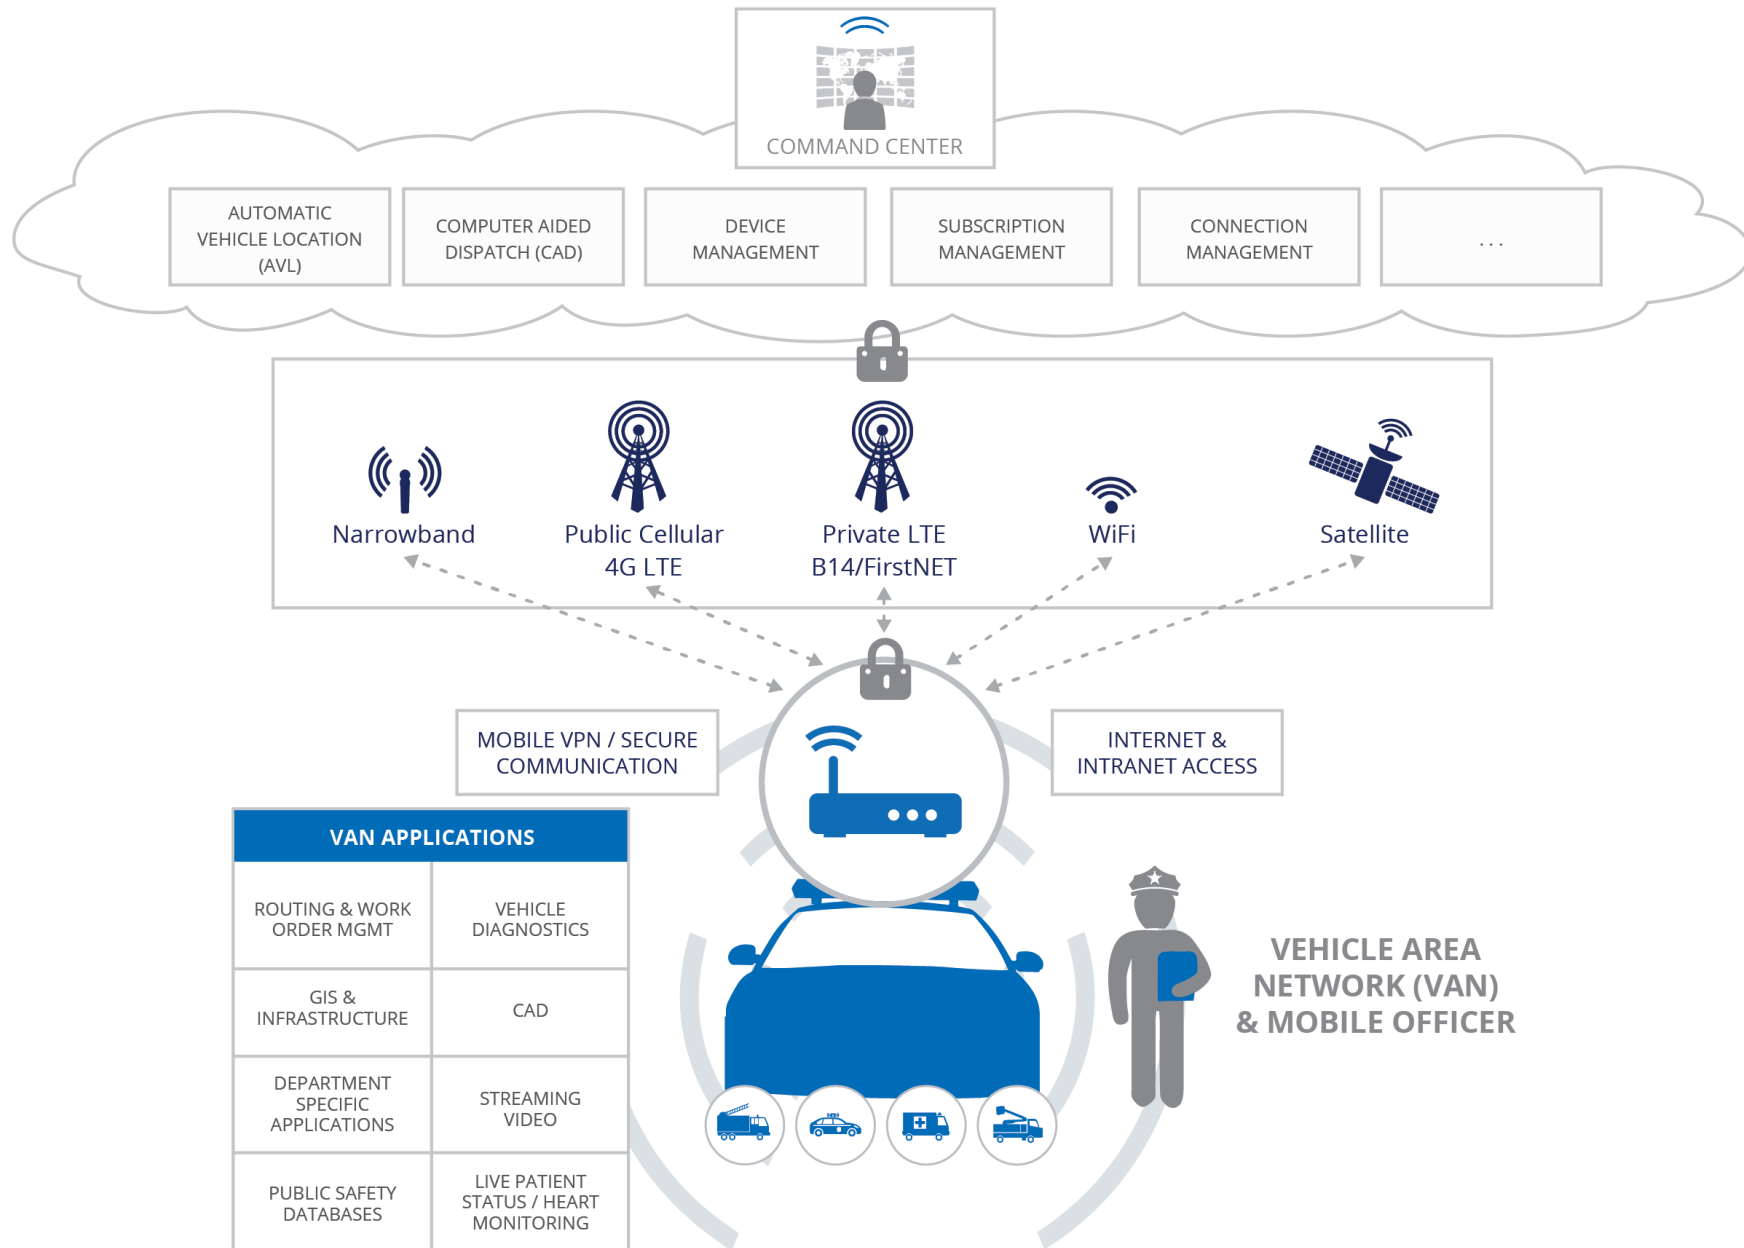 COMMAND CENTER
AUTOMATIC
VEHICLE LOCATION
(AVL)
COMPUTER AIDED
DISPATCH (CAD)
DEVICE
MANAGEMENT
SUBSCRIPTION
MANAGEMENT
CONNECTION
MANAGEMENT
...
Narrowband
Public Cellular
4G LTE
Private LTE
B14/FirstNET
WiFi
Satellite
MOBILE VPN / SECURE
COMMUNICATION
INTERNET &
INTRANET ACCESS
VAN APPLICATIONS
ROUTING & WORK
ORDER MGMT
VEHICLE
DIAGNOSTICS
GIS &
INFRASTRUCTURE
CAD
DEPARTMENT
SPECIFIC
APPLICATIONS
STREAMING
VIDEO
PUBLIC SAFETY
DATABASES
LIVE PATIENT
STATUS / HEART
MONITORING
VEHICLE AREA
NETWORK (VAN)
& MOBILE OFFICER